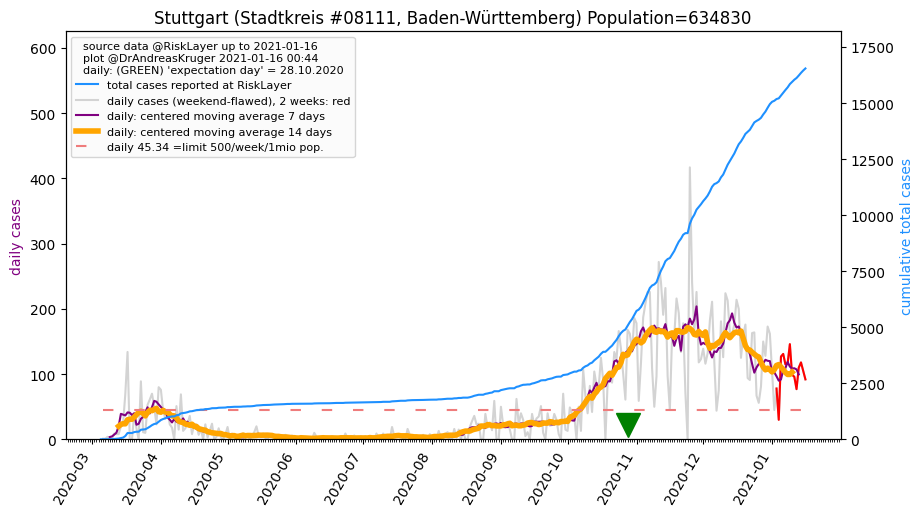 Stuttgart (Stadtkreis #08111, Baden-Württemberg) Population=634830
source data @RiskLayer up to 2021-01-16
plot @DrAndreasKruger 2021-01-16 00:44
daily: (GREEN) 'expectation day' = 28.10.2020
total cases reported at RiskLayer
daily cases (weekend-flawed), 2 weeks: red
daily: centered moving average 7 days
daily: centered moving average 14 days
daily 45.34 =limit 500/week/1mio pop.
daily cases
600
500
400
300
200
100
0
cumulative total cases
17500
15000
12500
10000
7500
5000
2500
0
2020-03
2020-04
2020-05
2020-06
2020-07
2020-08
2020-09
2020-10
2020-11
2020-12
2021-01